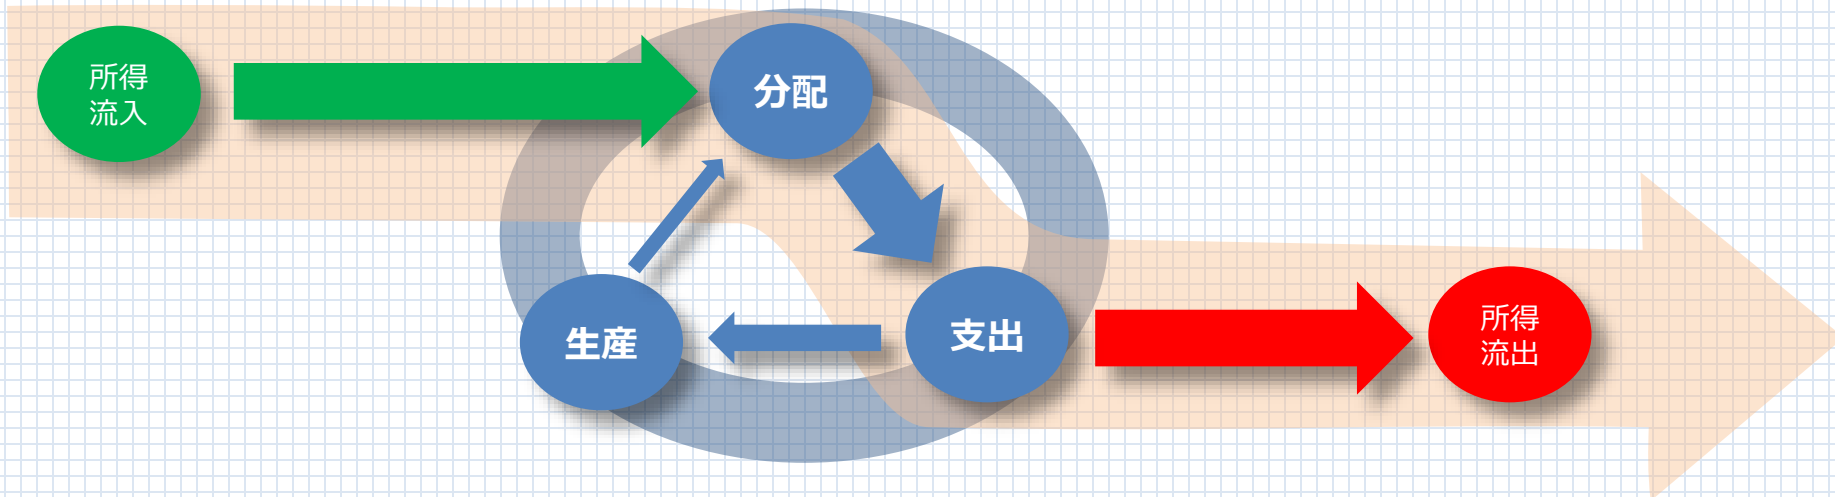 所得
流入
分配
生産
支出
所得
流出